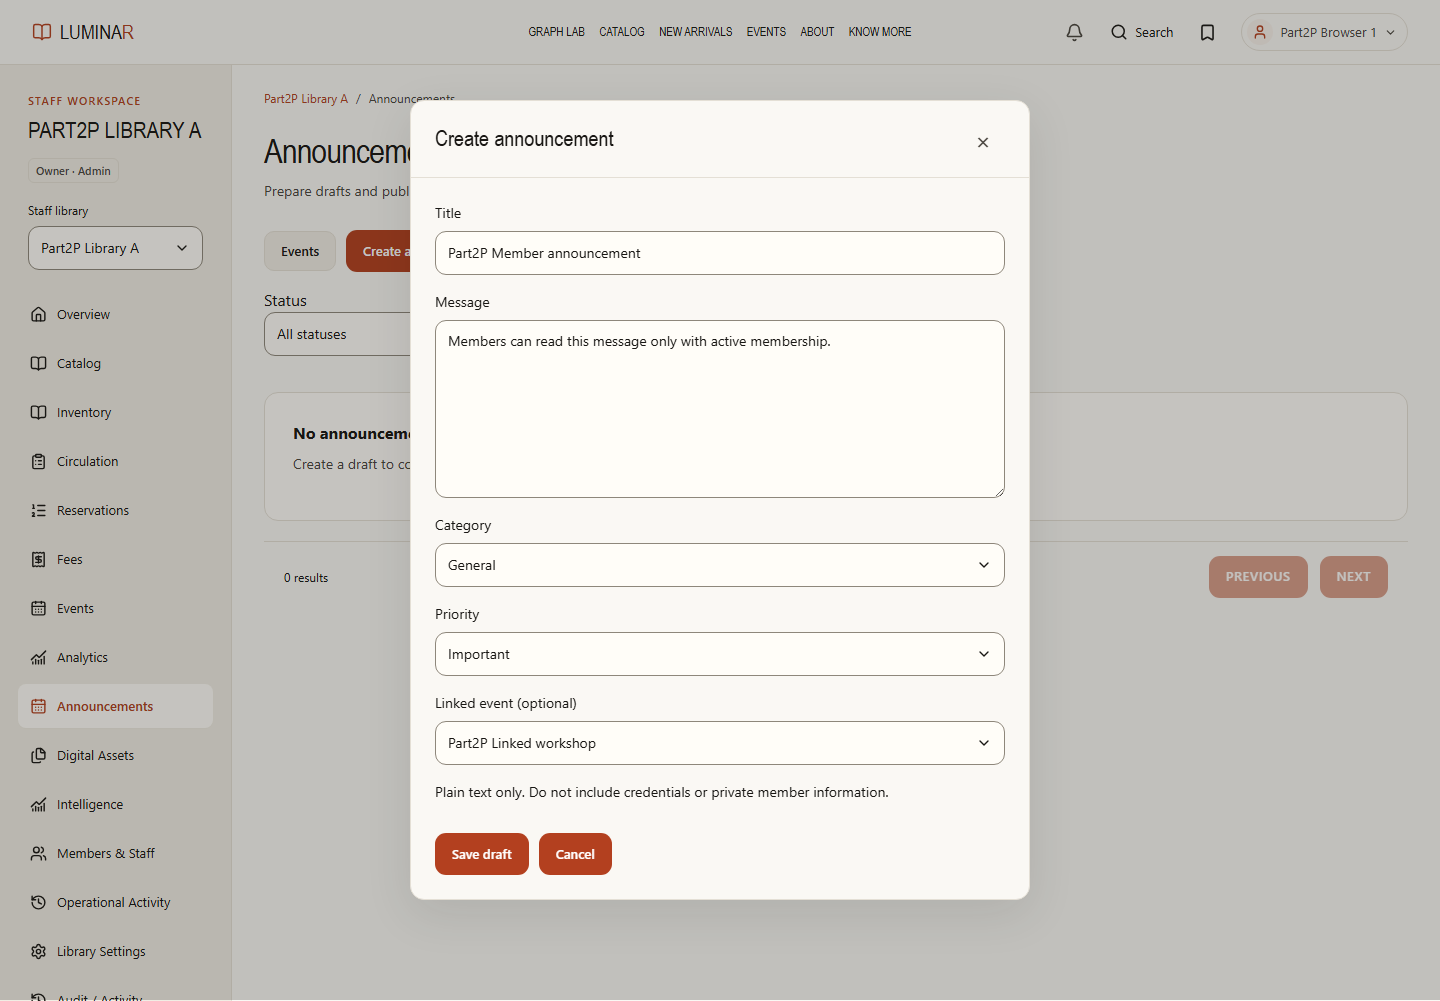 LUMINAR
GRAPH LAB
CATALOG
NEW ARRIVALS
EVENTS
ABOUT
KNOW MORE
Search
Part2P Browser 1
STAFF WORKSPACE
PART2P LIBRARY A
Owner · Admin
Staff library
Part2P Library A
Overview
Catalog
Inventory
Circulation
Reservations
Fees
Events
Analytics
Announcements
Digital Assets
Intelligence
Members & Staff
Operational Activity
Library Settings
Audit / Activity
Part2P Library A / Announcements
Announceme
Prepare drafts and publ
Events
Create a
Status
All statuses
No announceme
Create a draft to co
0 results
PREVIOUS
NEXT
Create announcement
Title
Part2P Member announcement
Message
Members can read this message only with active membership.
Category
General
Priority
Important
Linked event (optional)
Part2P Linked workshop
Plain text only. Do not include credentials or private member information.
Save draft
Cancel